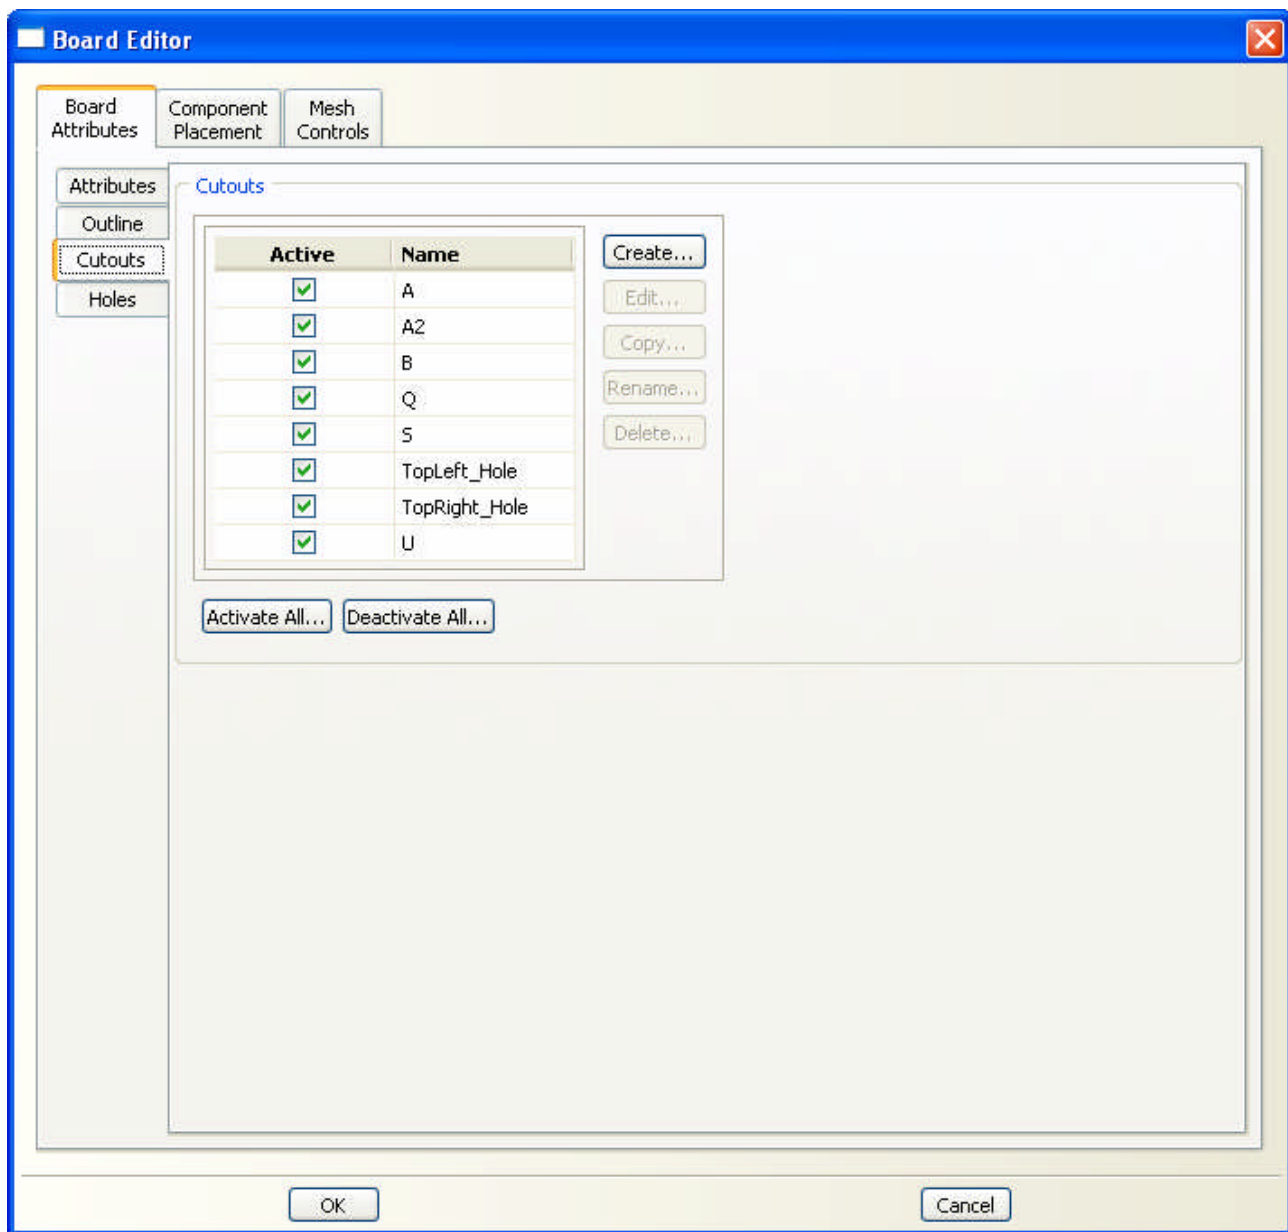 Board Editor
Board Attributes
Component Placement
Mesh Controls
Attributes
Outline
Cutouts
Holes
Cutouts
Active Name
A
A2
B
Q
S
TopLeft_Hole
TopRight_Hole
U
Create...
Edit...
Copy...
Rename...
Delete...
Activate All... Deactivate All...
OK Cancel